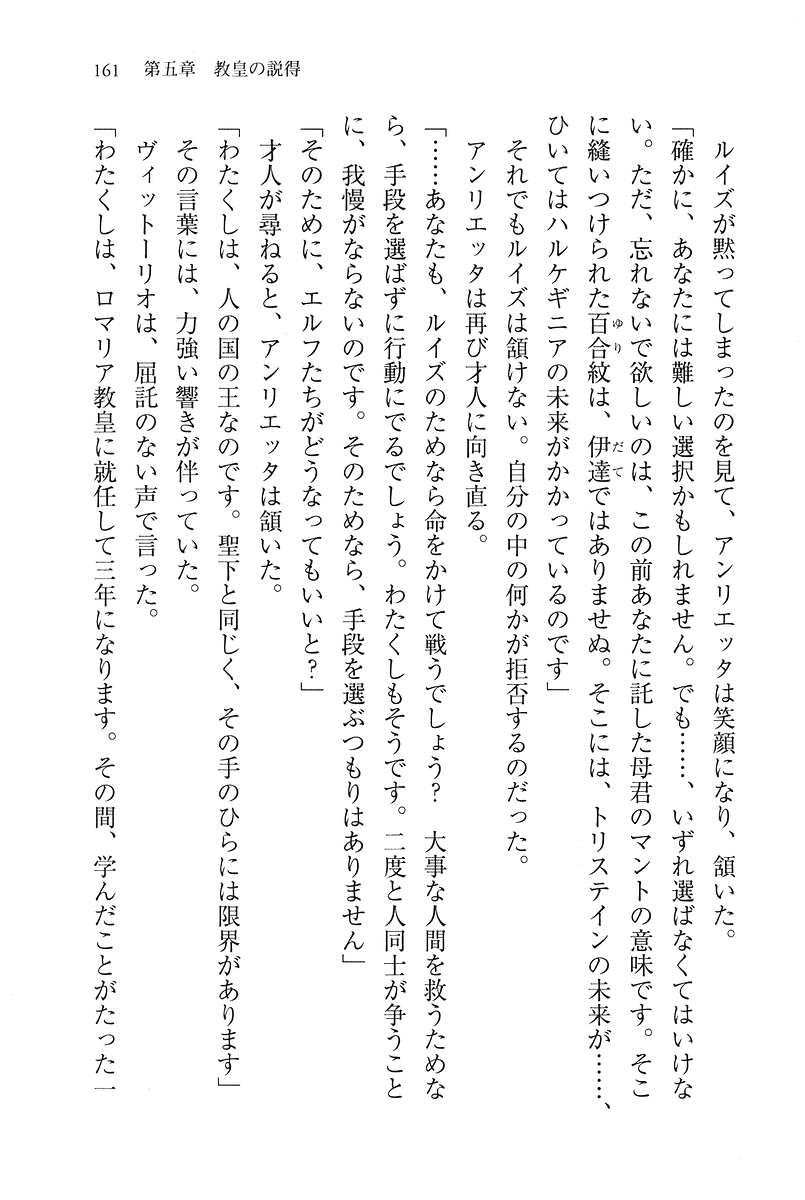 161　第五章　教皇の説得
　ルイズが黙ってしまったのを見て、アンリエッタは笑顔になり、頷いた。
「確かに、あなたには難しい選択かもしれません。でも……、いずれ選ばなくてはいけな
い。ただ、忘れないで欲しいのは、この前あなたに託した母君のマントの意味です。そこ
に縫いつけられた百合紋は、伊達ではありませぬ。そこには、トリステインの未来が……、
ひいてはハルケギニアの未来がかかっているのです」
　それでもルイズは頷けない。自分の中の何かが拒否するのだった。
　アンリエッタは再び才人に向き直る。
「……あなたも、ルイズのためなら命をかけて戦うでしょう？　大事な人間を救うためな
ら、手段を選ばずに行動にでるでしょう。わたくしもそうです。二度と人同士が争うこと
に、我慢がならないのです。そのためなら、手段を選ぶつもりはありません」
「そのために、エルフたちがどうなってもいいと？」
　才人が尋ねると、アンリエッタは頷いた。
「わたくしは、人の国の王なのです。聖下と同じく、その手のひらには限界があります」
　その言葉には、力強い響きが伴っていた。
　ヴィットーリオは、屈託のない声で言った。
「わたくしは、ロマリア教皇に就任して三年になります。その間、学んだことがたった一